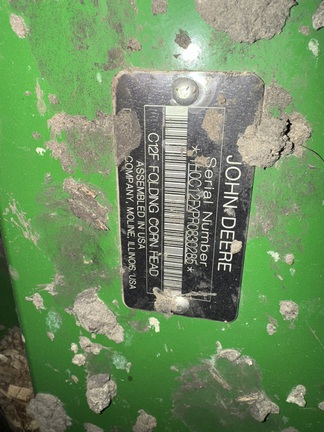 JOHN DEERE
Serial Number
C12F FOLDING CORN HEAD
ASSEMBLED IN USA
COMPANY, MOLINE, ILLINOIS, USA